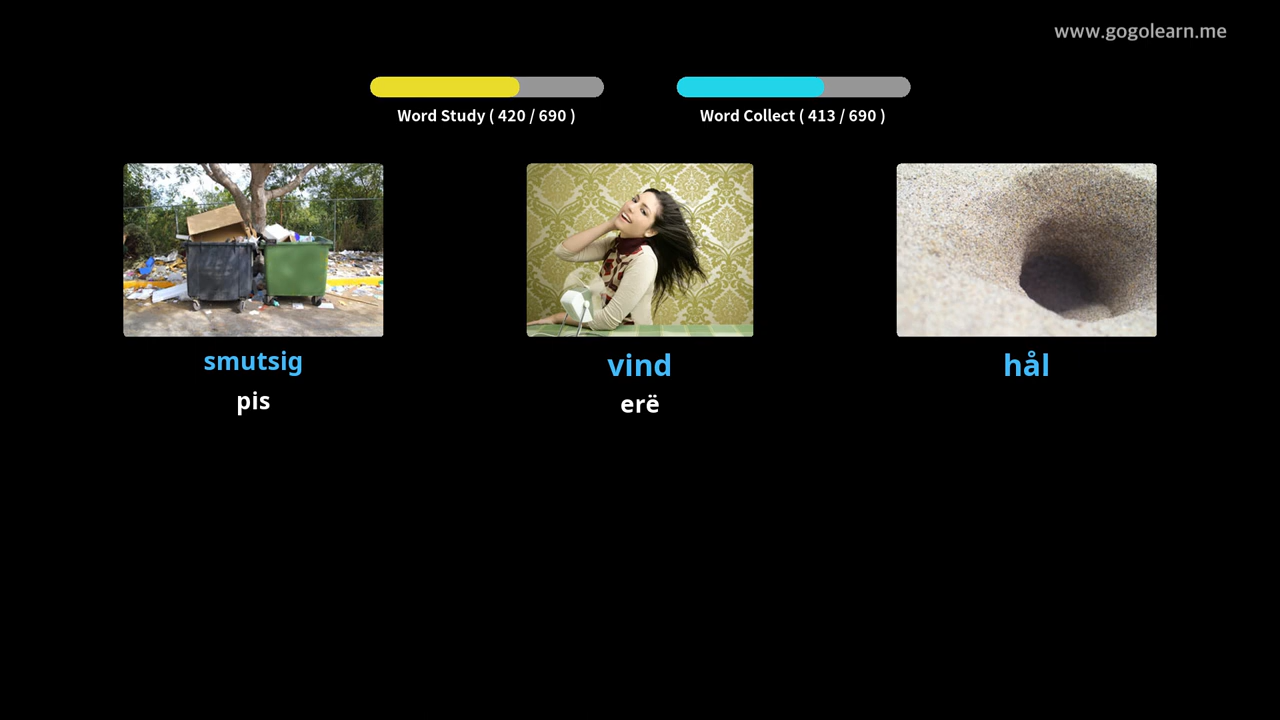 www.gogolearn.me
Word Study ( 420 / 690 )
Word Collect ( 413 / 690 )
smutsig
vind
hål
pis
erë